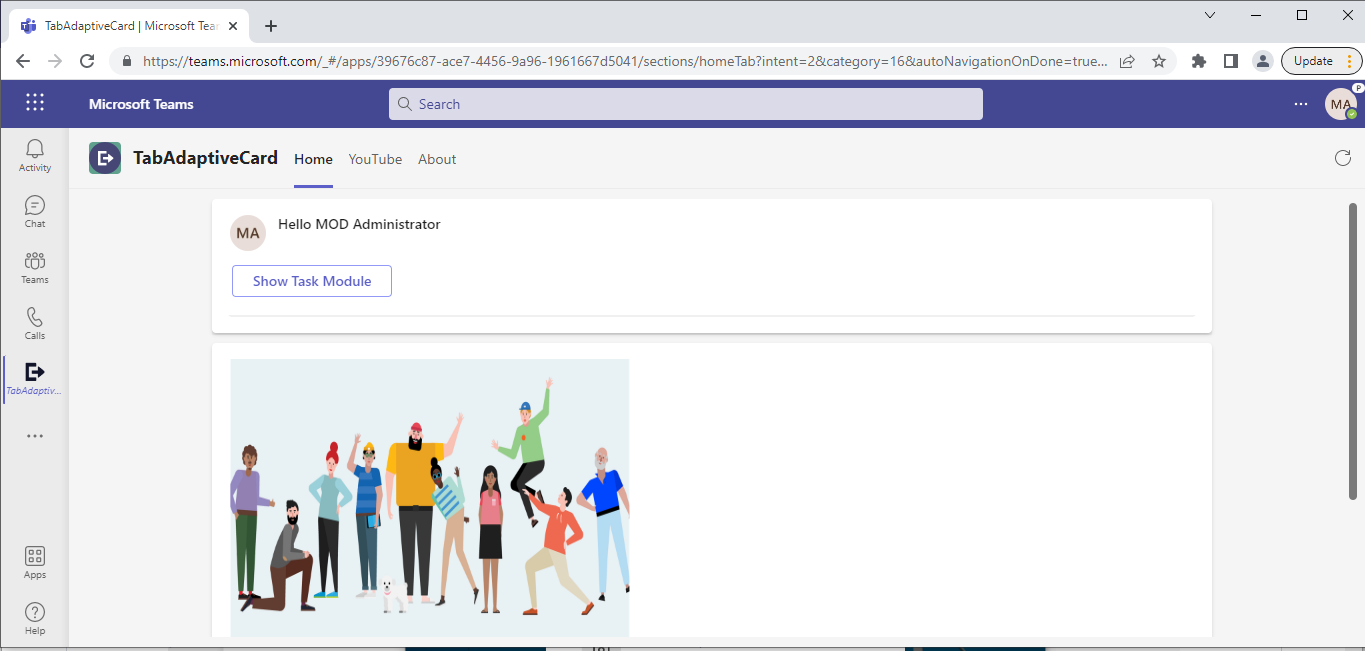 TabAdaptiveCard | Microsoft Tear
https://teams.microsoft.com/_#/apps/39676c87-ace7-4456-9a96-1961667d5041/sections/homeTab?intent=2&category=16&autoNavigationOnDone=true...
Update
Microsoft Teams
Search
MA
P
Activity
Chat
Teams
Calls
TabAdaptiv...
Apps
Help
TabAdaptiveCard
Home
YouTube
About
MA
Hello MOD Administrator
Show Task Module